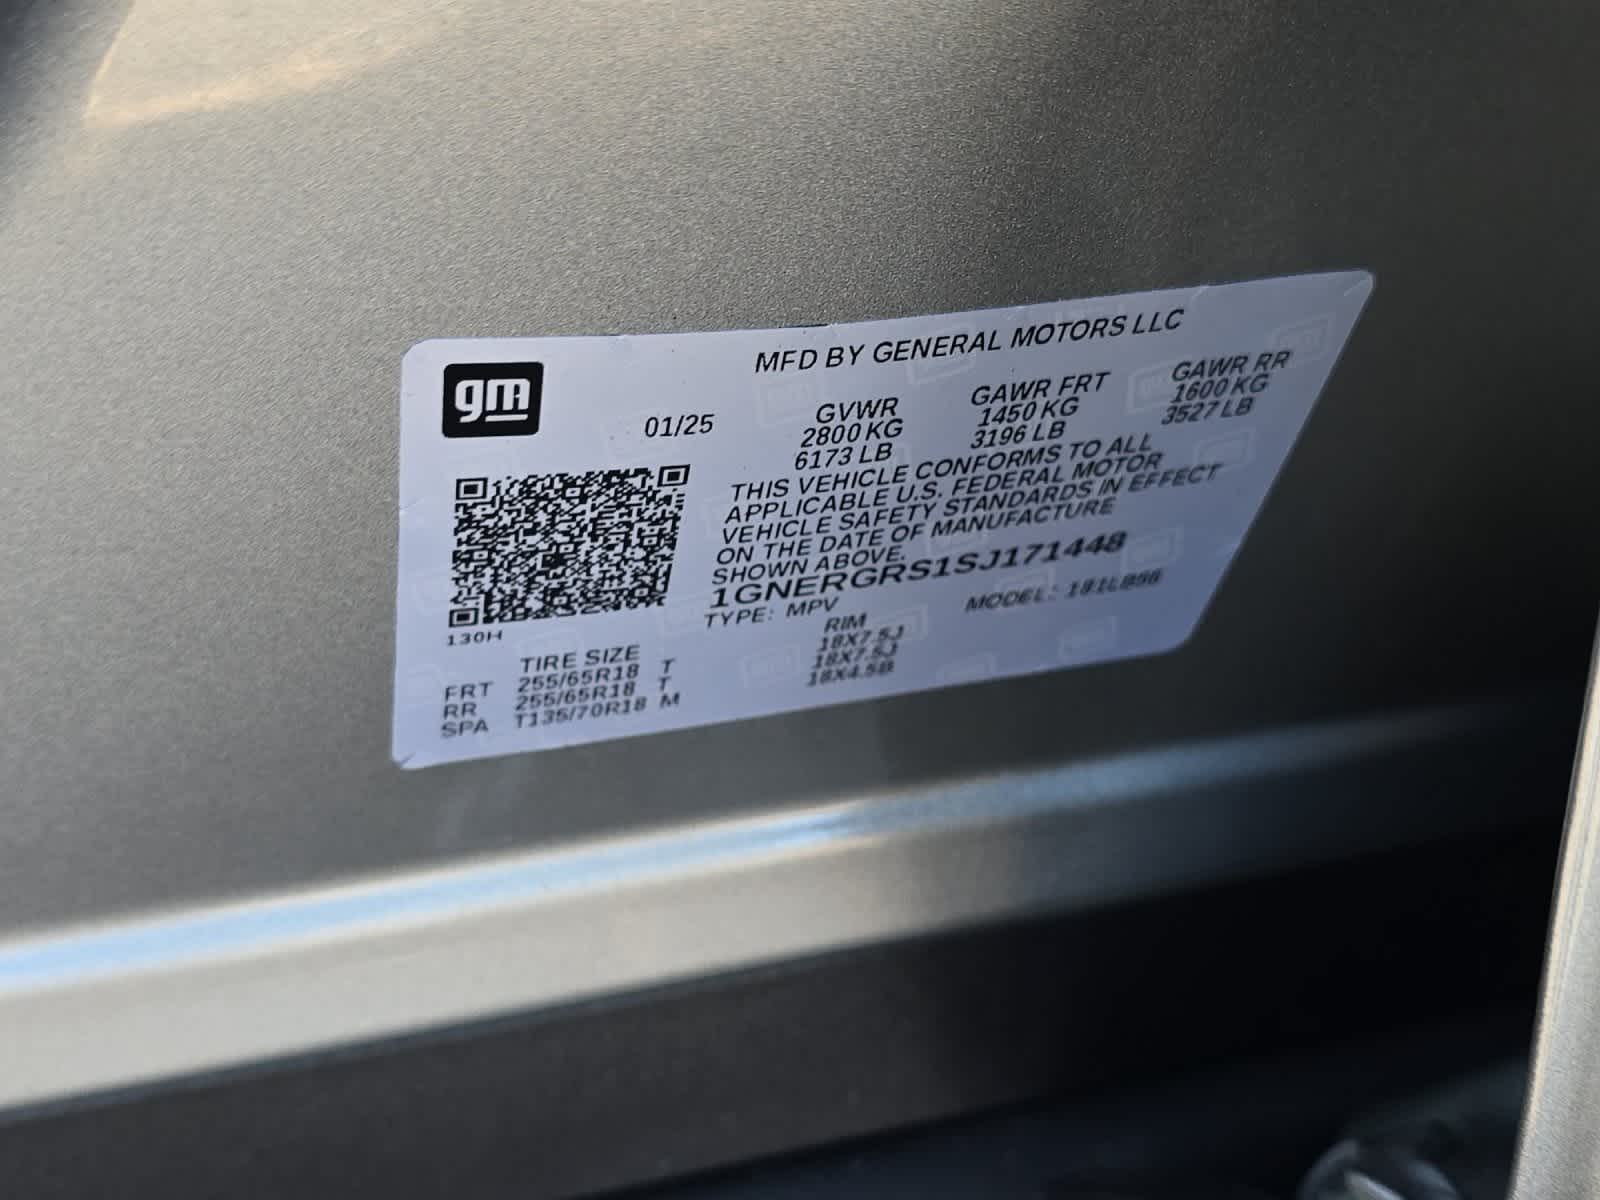 gm
MFD BY GENERAL MOTORS LLC
01/25 GVWR GAWR FRT GAWR RR
2800 KG 1450 KG 1600 KG
6173 LB 3196 LB 3527 LB
THIS VEHICLE CONFORMS TO ALL
APPLICABLE U.S. FEDERAL MOTOR
VEHICLE SAFETY STANDARDS IN EFFECT
ON THE DATE OF MANUFACTURE
SHOWN ABOVE.
1GNERGRS1SJ171448
TYPE: MPV MODEL: 1B1LB56
130H
TIRE SIZE RIM
FRT 255/65R18 T 18X7.5J
RR 255/65R18 T 18X7.5J
SPA T135/70R18 M 18X4.5B